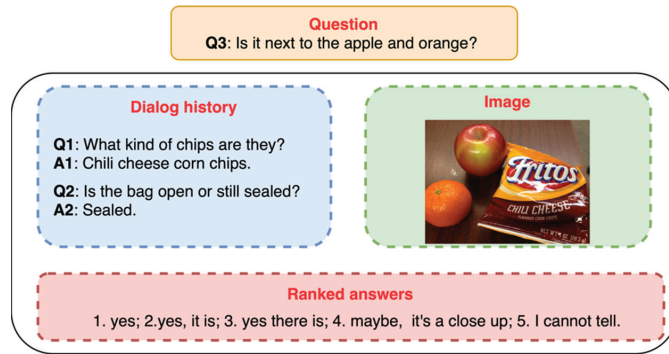 Question
Q3: Is it next to the apple and orange?
Dialog history
Q1: What kind of chips are they?
A1: Chili cheese corn chips.
Q2: Is the bag open or still sealed?
A2: Sealed.
Image
Fritos
CHILI CHEESE
FLAVORED CORN CHIPS
Ranked answers
1. yes; 2.yes, it is; 3. yes there is; 4. maybe, it's a close up; 5. I cannot tell.